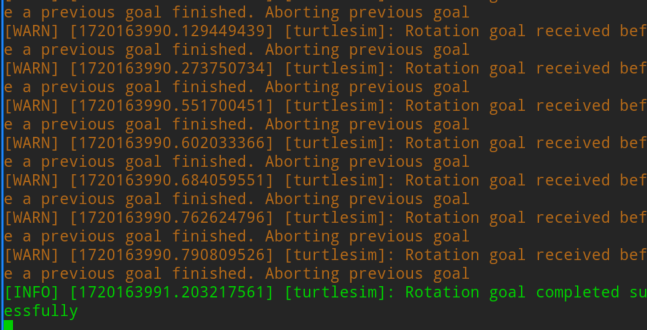 e a previous goal finished. Aborting previous goal
[WARN] [1720163990.129449439] [turtlesim]: Rotation goal received bef
e a previous goal finished. Aborting previous goal
[WARN] [1720163990.273750734] [turtlesim]: Rotation goal received bef
e a previous goal finished. Aborting previous goal
[WARN] [1720163990.551700451] [turtlesim]: Rotation goal received bef
e a previous goal finished. Aborting previous goal
[WARN] [1720163990.602033366] [turtlesim]: Rotation goal received bef
e a previous goal finished. Aborting previous goal
[WARN] [1720163990.684059551] [turtlesim]: Rotation goal received bef
e a previous goal finished. Aborting previous goal
[WARN] [1720163990.762624796] [turtlesim]: Rotation goal received bef
e a previous goal finished. Aborting previous goal
[WARN] [1720163990.790809526] [turtlesim]: Rotation goal received bef
e a previous goal finished. Aborting previous goal
[INFO] [1720163991.203217561] [turtlesim]: Rotation goal completed su
essfully